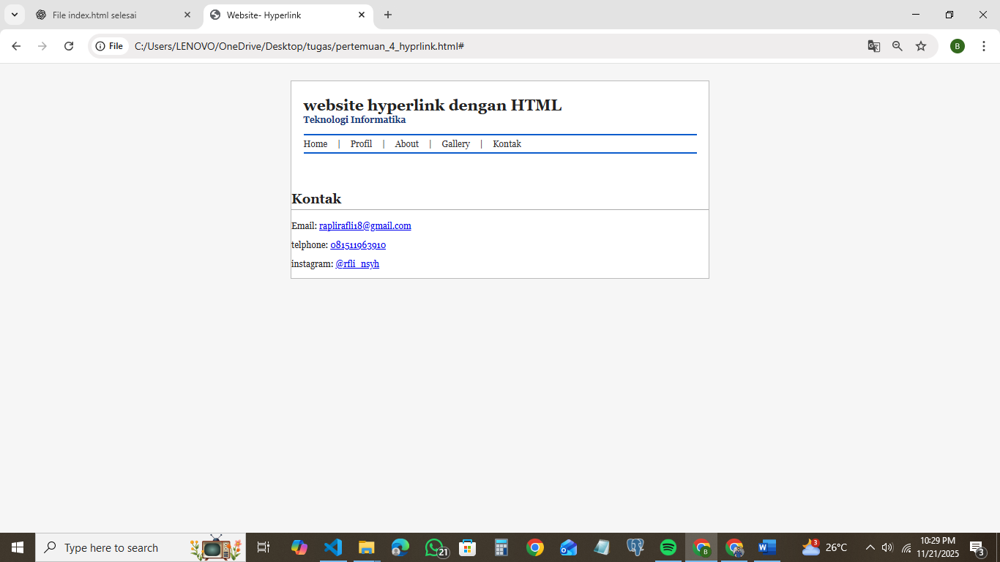 File index.html selesai
Website- Hyperlink
File C:/Users/LENOVO/OneDrive/Desktop/tugas/pertemuan_4_hyprlink.html#
B
website hyperlink dengan HTML
Teknologi Informatika
Home | Profil | About | Gallery | Kontak
Kontak
Email: raplirafli18@gmail.com
telphone: 081511963910
instagram: @rfli_nsyh
Type here to search
21
B
3
26°C
10:29 PM
11/21/2025
3